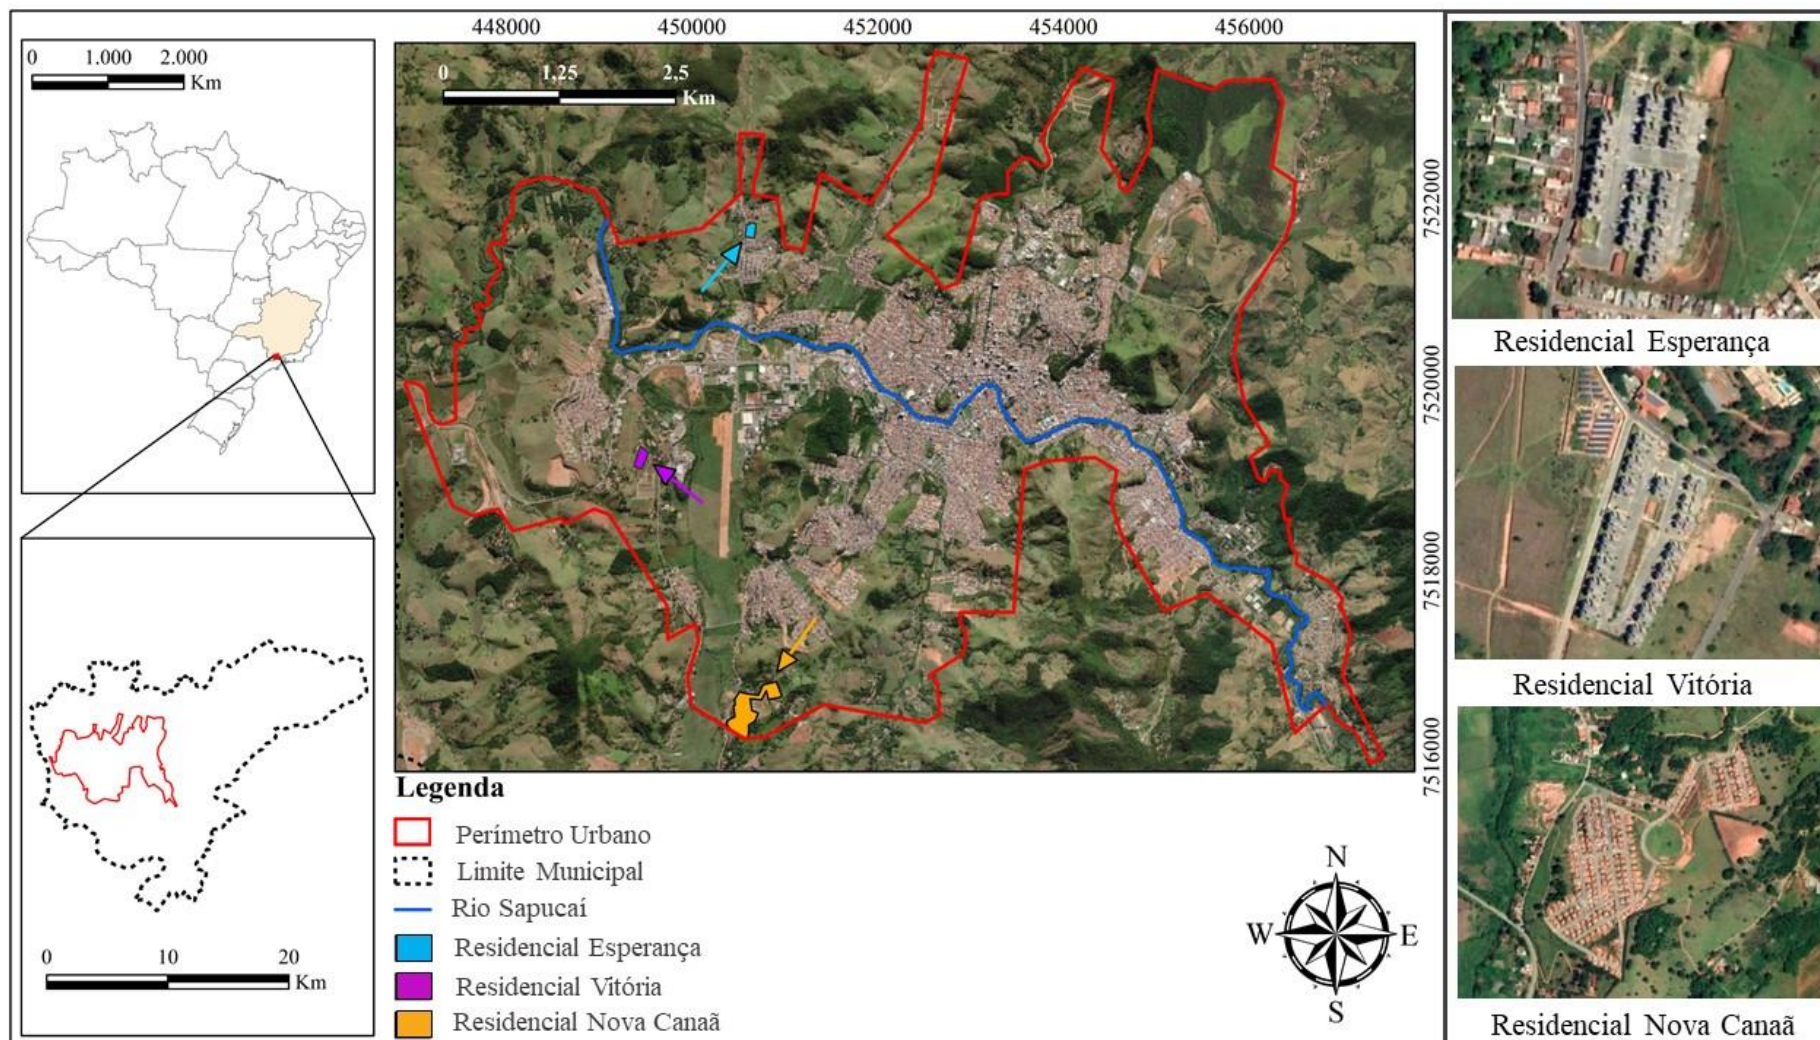 0 1.000 2.000
Km
448000 450000 452000 454000 456000
0 1,25 2,5
Km
7522000
7520000
7518000
7516000
0 10 20
Km
Legenda
Perímetro Urbano
Limite Municipal
Rio Sapucaí
Residencial Esperança
Residencial Vitória
Residencial Nova Canaã
N
W E
S
Residencial Esperança
Residencial Vitória
Residencial Nova Canaã